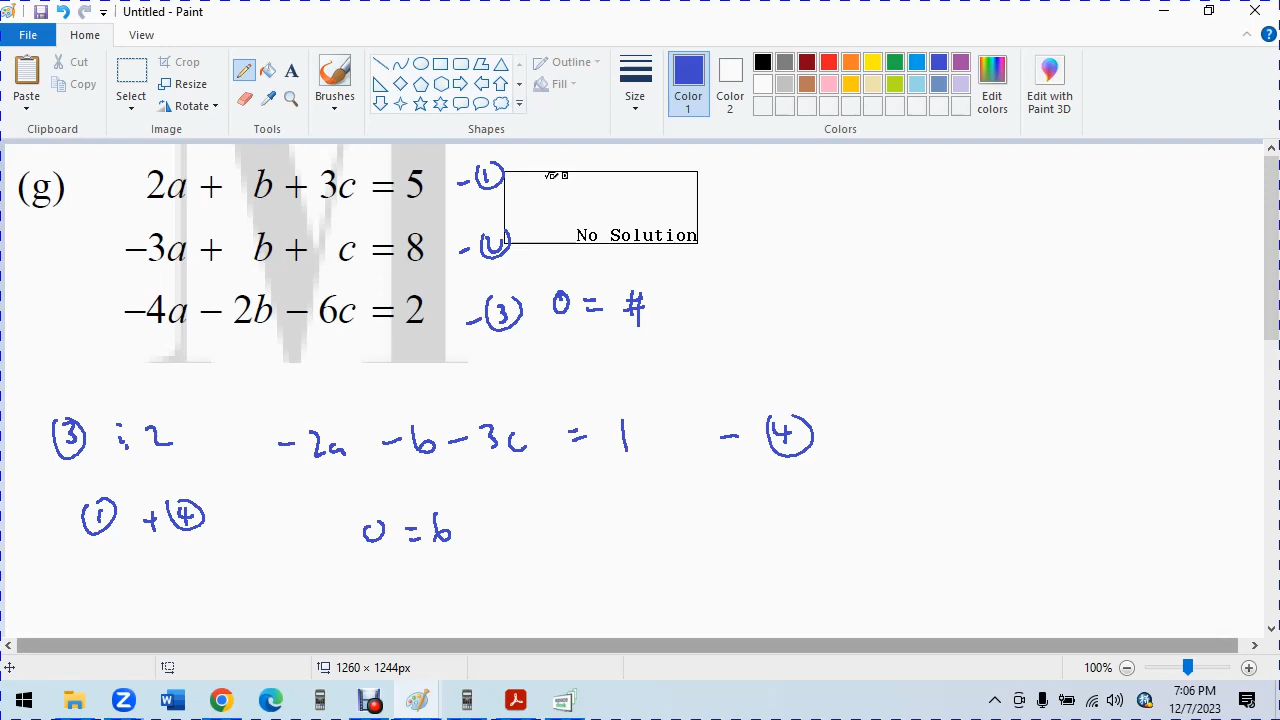 Untitled - Paint
File Home View
Paste Cut Copy Clipboard
Select Crop Resize Rotate Image
Tools
Brushes
Outline Fill Shapes
Size
Color 1 Color 2 Edit colors Colors
Edit with Paint 3D
(g) 2a + b + 3c = 5 - ①
No Solution
−3a + b + c = 8
−4a − 2b − 6c = 2 - ③ 0 = #
③ ÷ 2 - 2a - b - 3c = 1 - ④
① + ④ 0 = 6
1260 × 1244px 100%
7:06 PM
12/7/2023